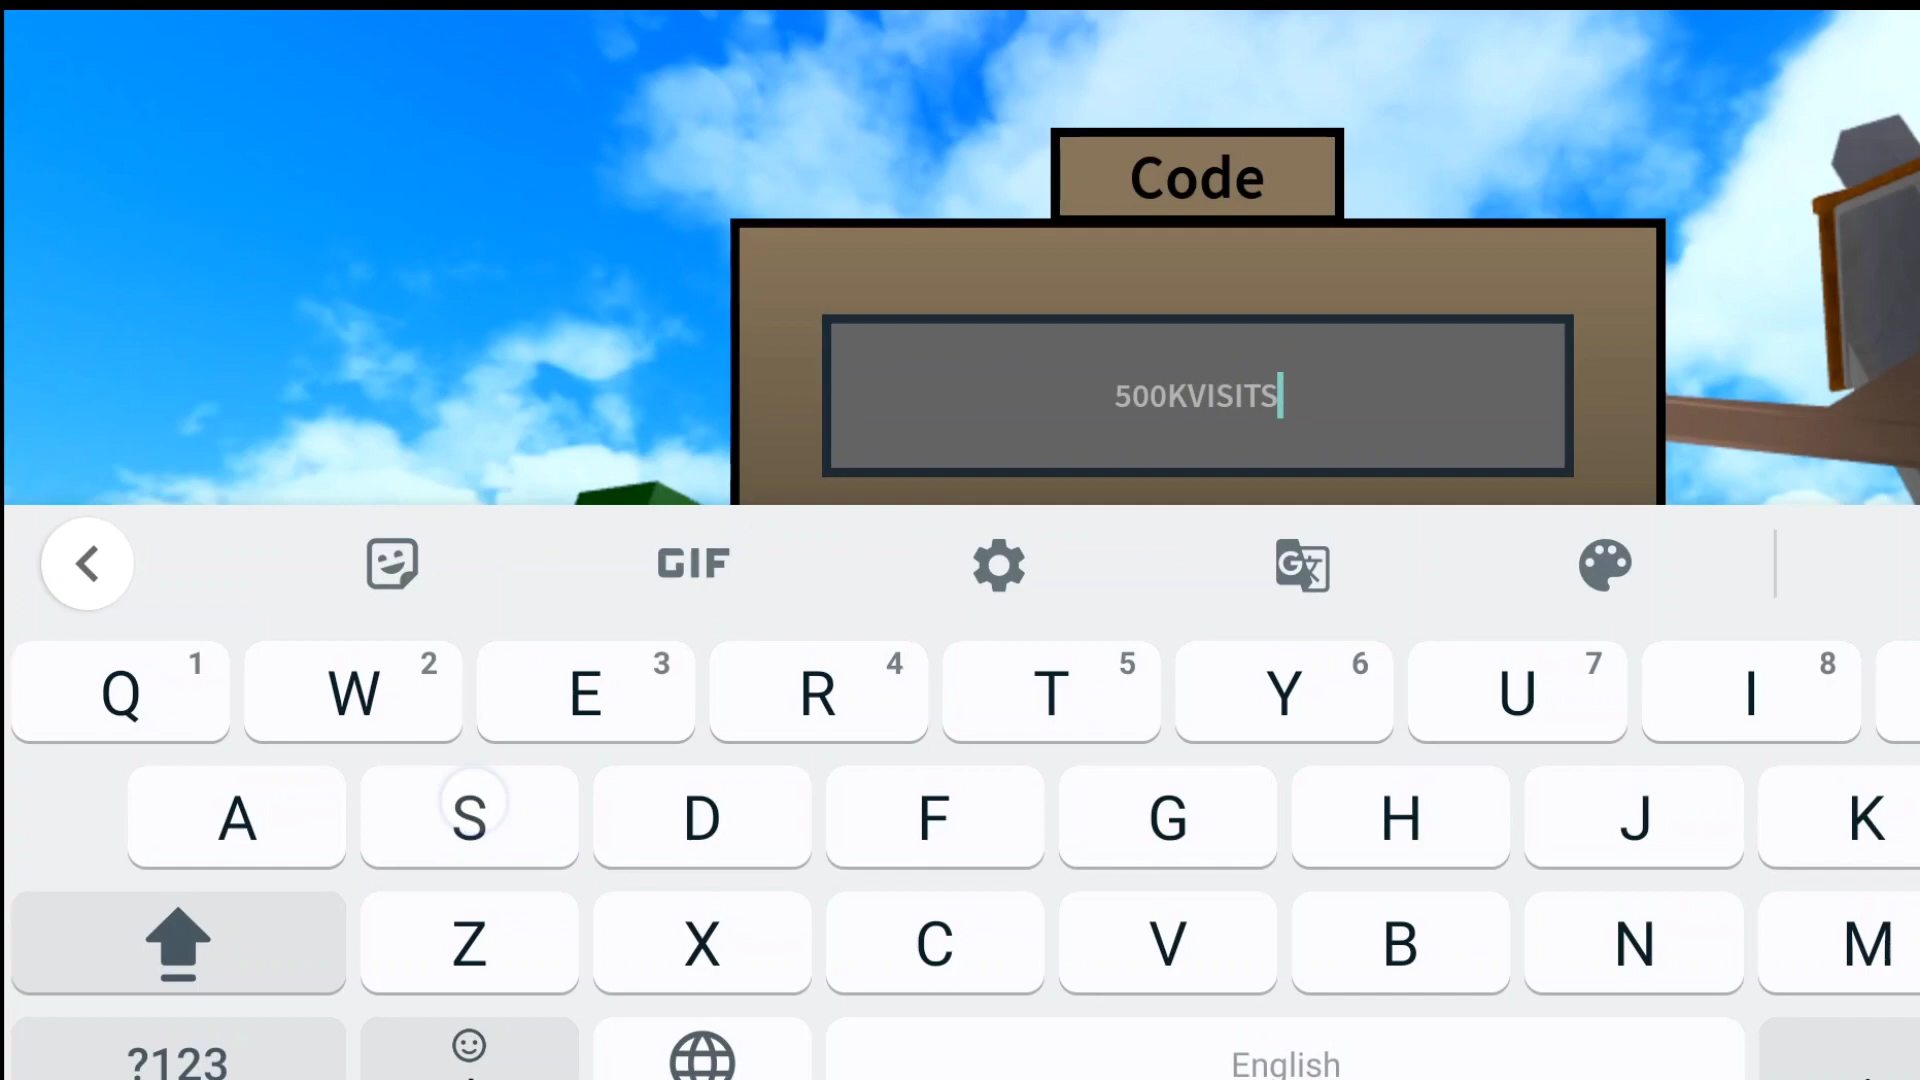 Code
500KVISITS
GIF
Q 1 W 2 E 3 R 4 T 5 Y 6 U 7 I 8
A S D F G H J K
Z X C V B N M
?123 English